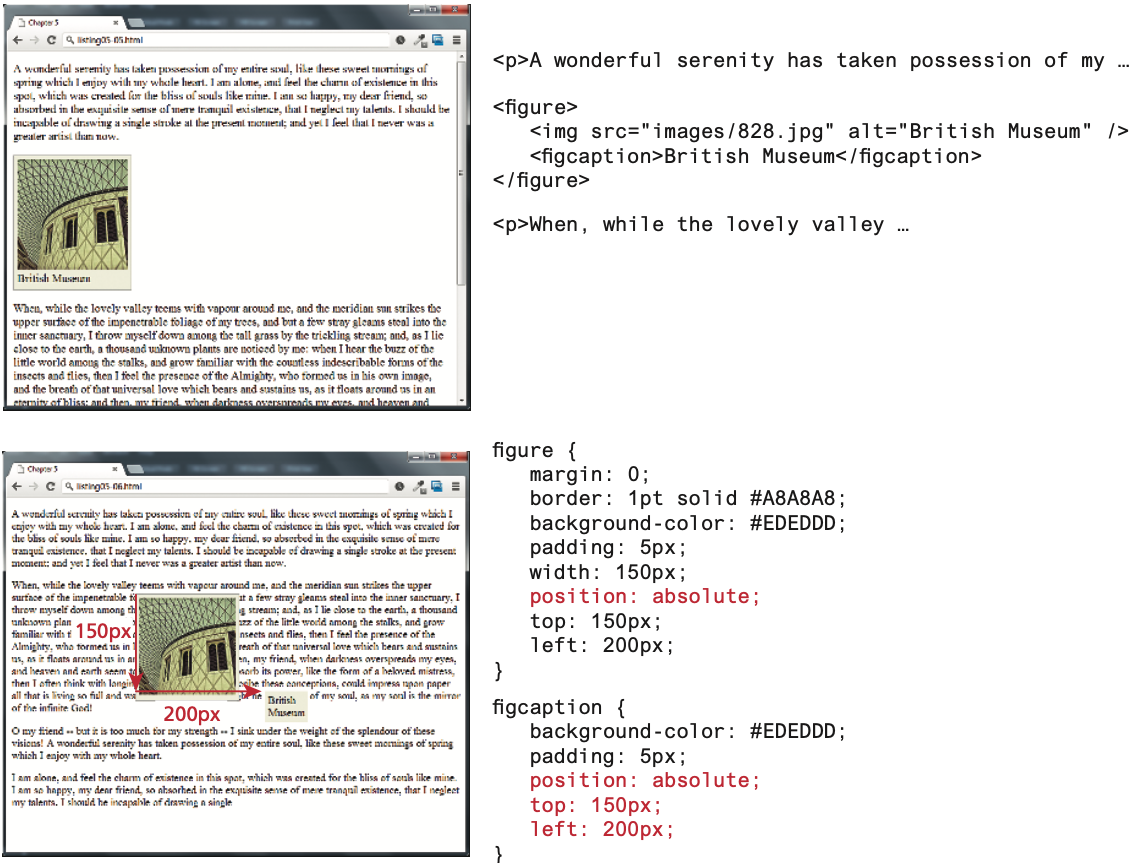 Chapter 5
listing05-05.html
A wonderful serenity has taken possession of my entire soul, like these sweet mornings of
spring which I enjoy with my whole heart. I am alone, and feel the charm of existence in this
spot, which was created for the bliss of souls like mine. I am so happy, my dear friend, so
absorbed in the exquisite sense of mere tranquil existence, that I neglect my talents. I should be
incapable of drawing a single stroke at the present moment; and yet I feel that I never was a
greater artist than now.
British Museum
When, while the lovely valley teems with vapour around me, and the meridian sun strikes the
upper surface of the impenetrable foliage of my trees, and but a few stray gleams steal into the
inner sanctuary, I throw myself down among the tall grass by the trickling stream; and, as I lie
close to the earth, a thousand unknown plants are noticed by me: when I hear the buzz of the
little world among the stalks, and grow familiar with the countless indescribable forms of the
insects and flies, then I feel the presence of the Almighty, who formed us in his own image,
and the breath of that universal love which bears and sustains us, as it floats around us in an
eternity of bliss; and then, my friend, when darkness overspreads my eyes, and heaven and
<p>A wonderful serenity has taken possession of my …
<figure>
<img src="images/828.jpg" alt="British Museum" />
<figcaption>British Museum</figcaption>
</figure>
<p>When, while the lovely valley …
Chapter 5
listing05-06.html
A wonderful serenity has taken possession of my entire soul, like these sweet mornings of spring which I
enjoy with my whole heart. I am alone, and feel the charm of existence in this spot, which was created for
the bliss of souls like mine. I am so happy, my dear friend, so absorbed in the exquisite sense of mere
tranquil existence, that I neglect my talents. I should be incapable of drawing a single stroke at the present
moment; and yet I feel that I never was a greater artist than now.
When, while the lovely valley teems with vapour around me, and the meridian sun strikes the upper
surface of the impenetrable ut a few stray gleams steal into the inner sanctuary, I
throw myself down among th g stream; and, as I lie close to the earth, a thousand
unknown plan zz of the little world among the stalks, and grow
familiar with t nsects and flies, then I feel the presence of the
150px
Almighty, who formed us in reath of that universal love which bears and sustains
us, as it floats around us in an en, my friend, when darkness overspreads my eyes,
and heaven and earth seem t sorb its power, like the form of a beloved mistress,
then I often think with longin ibe these conceptions, could impress upon paper
all that is living so full and wa of my soul, as my soul is the mirror
of the infinite God!
200px
British
Museum
O my friend -- but it is too much for my strength -- I sink under the weight of the splendour of these
visions! A wonderful serenity has taken possession of my entire soul, like these sweet mornings of spring
which I enjoy with my whole heart.
I am alone, and feel the charm of existence in this spot, which was created for the bliss of souls like mine.
I am so happy, my dear friend, so absorbed in the exquisite sense of mere tranquil existence, that I neglect
my talents. I should be incapable of drawing a single
figure {
margin: 0;
border: 1pt solid #A8A8A8;
background-color: #EDEDDD;
padding: 5px;
width: 150px;
position: absolute;
top: 150px;
left: 200px;
}
figcaption {
background-color: #EDEDDD;
padding: 5px;
position: absolute;
top: 150px;
left: 200px;
}